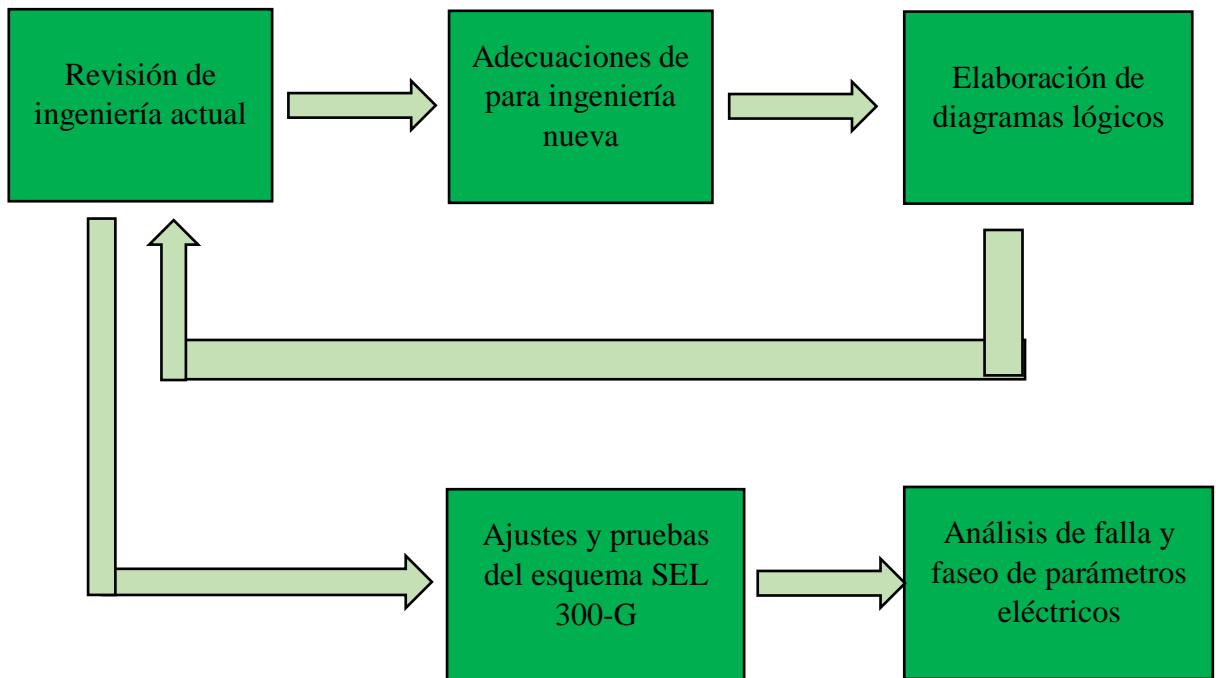 Revisión de
ingeniería actual
Adecuaciones de
para ingeniería
nueva
Elaboración de
diagramas lógicos
Ajustes y pruebas
del esquema SEL
300-G
Análisis de falla y
faseo de parámetros
eléctricos